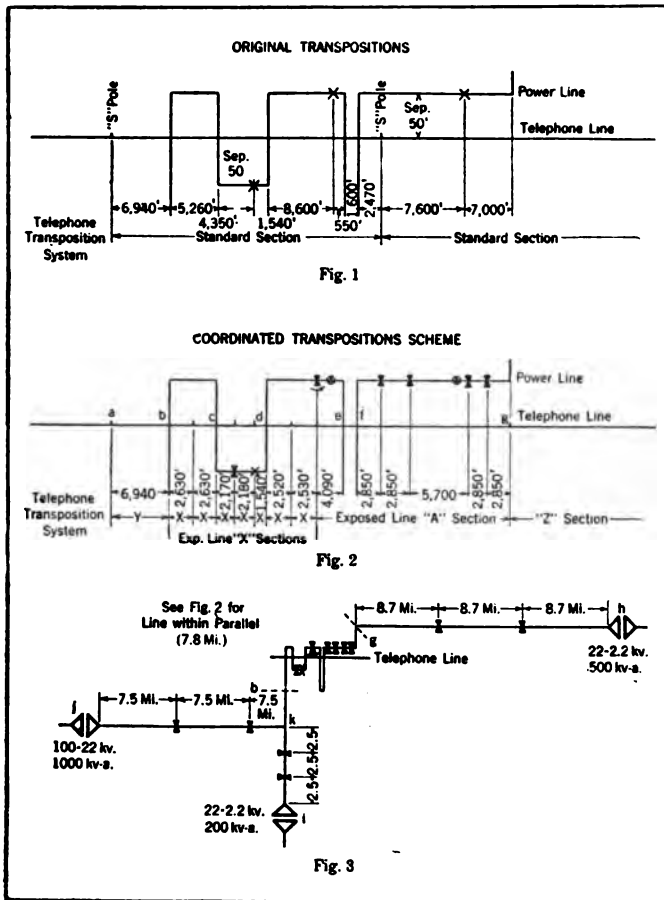 ORIGINAL TRANSPOSITIONS
"S" Pole
"S" Pole
Power Line
Sep. 50'
Telephone Line
Sep. 50
6,940' 5,260' 4,350' 1,540' 8,600' 550' 600' 2,470' 7,600' 7,000'
Telephone Transposition System
Standard Section
Standard Section
Fig. 1
COORDINATED TRANSPOSITIONS SCHEME
Power Line
a b c d e f g Telephone Line
6,940 2,630' 2,630' 2,170' 2,180' 1,540' 2,520' 2,530' 4,090' 2,850' 2,850' 5,700 2,850' 2,850'
Telephone Transposition System
Y X X X X X X X Exposed Line "A" Section "Z" Section
Exp. Line "X" Sections
Fig. 2
See Fig. 2 for
Line within Parallel
(7.8 Mi.)
8.7 Mi. 8.7 Mi. 8.7 Mi. h
g
Telephone Line
22-2.2 kv.
500 kv-a.
b
j 7.5 Mi. 7.5 Mi. 7.5 Mi.
k
100-22 kv.
1000 kv-a.
2.5 2.5 2.5
22-2.2 kv.
200 kv-a.
Fig. 3